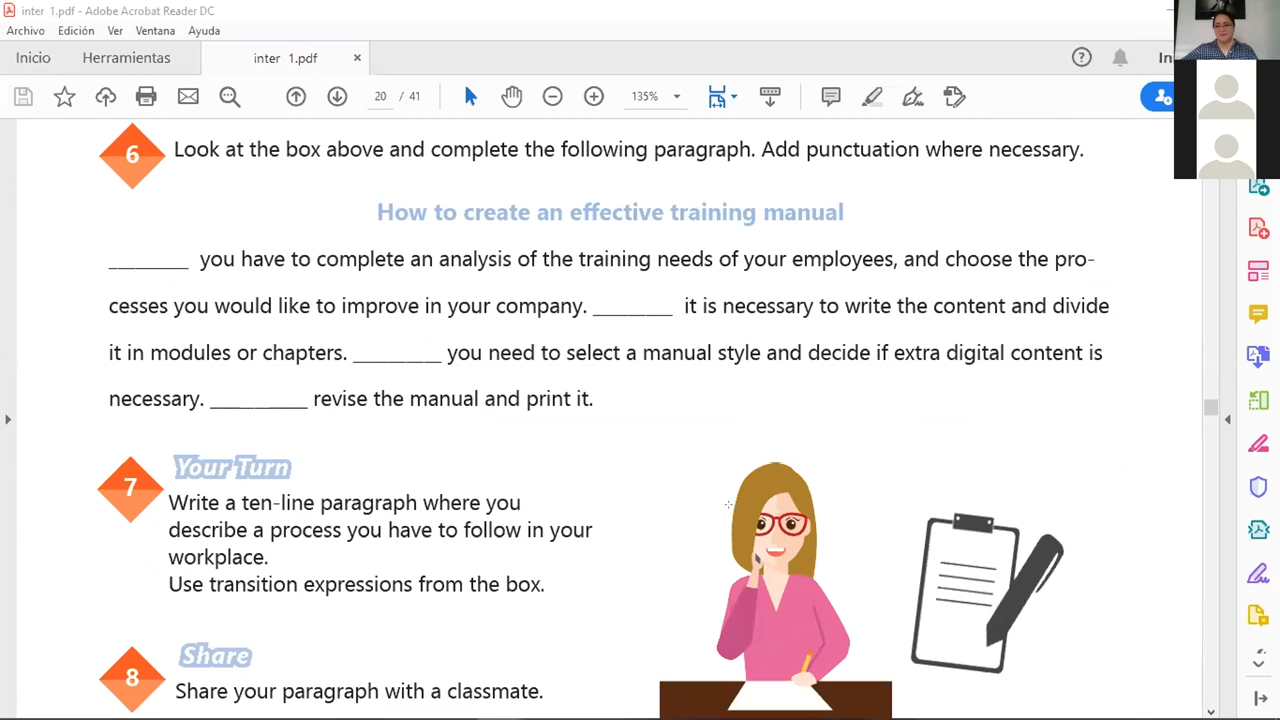 inter 1.pdf - Adobe Acrobat Reader DC
Archivo Edición Ver Ventana Ayuda
Inicio Herramientas inter 1.pdf × In
20 / 41 135%
6 Look at the box above and complete the following paragraph. Add punctuation where necessary.
How to create an effective training manual
_________ you have to complete an analysis of the training needs of your employees, and choose the pro-
cesses you would like to improve in your company. _________ it is necessary to write the content and divide
it in modules or chapters. __________ you need to select a manual style and decide if extra digital content is
necessary. ___________ revise the manual and print it.
7 Your Turn
Write a ten-line paragraph where you
describe a process you have to follow in your
workplace.
Use transition expressions from the box.
8 Share
Share your paragraph with a classmate.